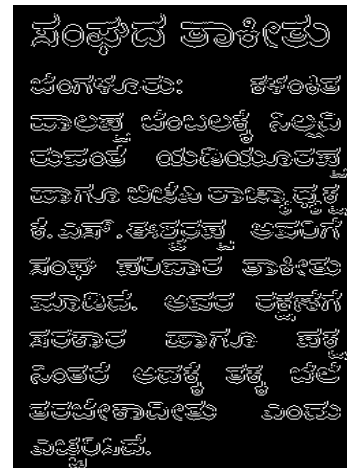 ಸಂಘದ ತಾಕೀತು
ಬೆಂಗಳೂರು: ಕಳಂಕಿತ
ಪಾಲಪ್ಪ ಬೆಂಬಲಕ್ಕೆ ನಿಲ್ಲದಿ
ರುವಂತೆ ಯಡಿಯೂರಪ್ಪ
ಹಾಗೂ ಬಿಜೆಪಿ ರಾಜ್ಯಾಧ್ಯಕ್ಷ
ಕೆ.ಎಸ್.ಈಶ್ವರಪ್ಪ ಅವರಿಗೆ
ಸಂಘ ಪರಿವಾರ ತಾಕೀತು
ಮಾಡಿದೆ. ಅವರ ರಕ್ಷಣೆಗೆ
ಸರಕಾರ ಹಾಗೂ ಪಕ್ಷ
ನಿಂತರೆ ಅದಕ್ಕೆ ತಕ್ಕ ಬೆಲೆ
ತೆರಬೇಕಾದೀತು ಎಂದು
ಎಚ್ಚರಿಸಿದೆ.